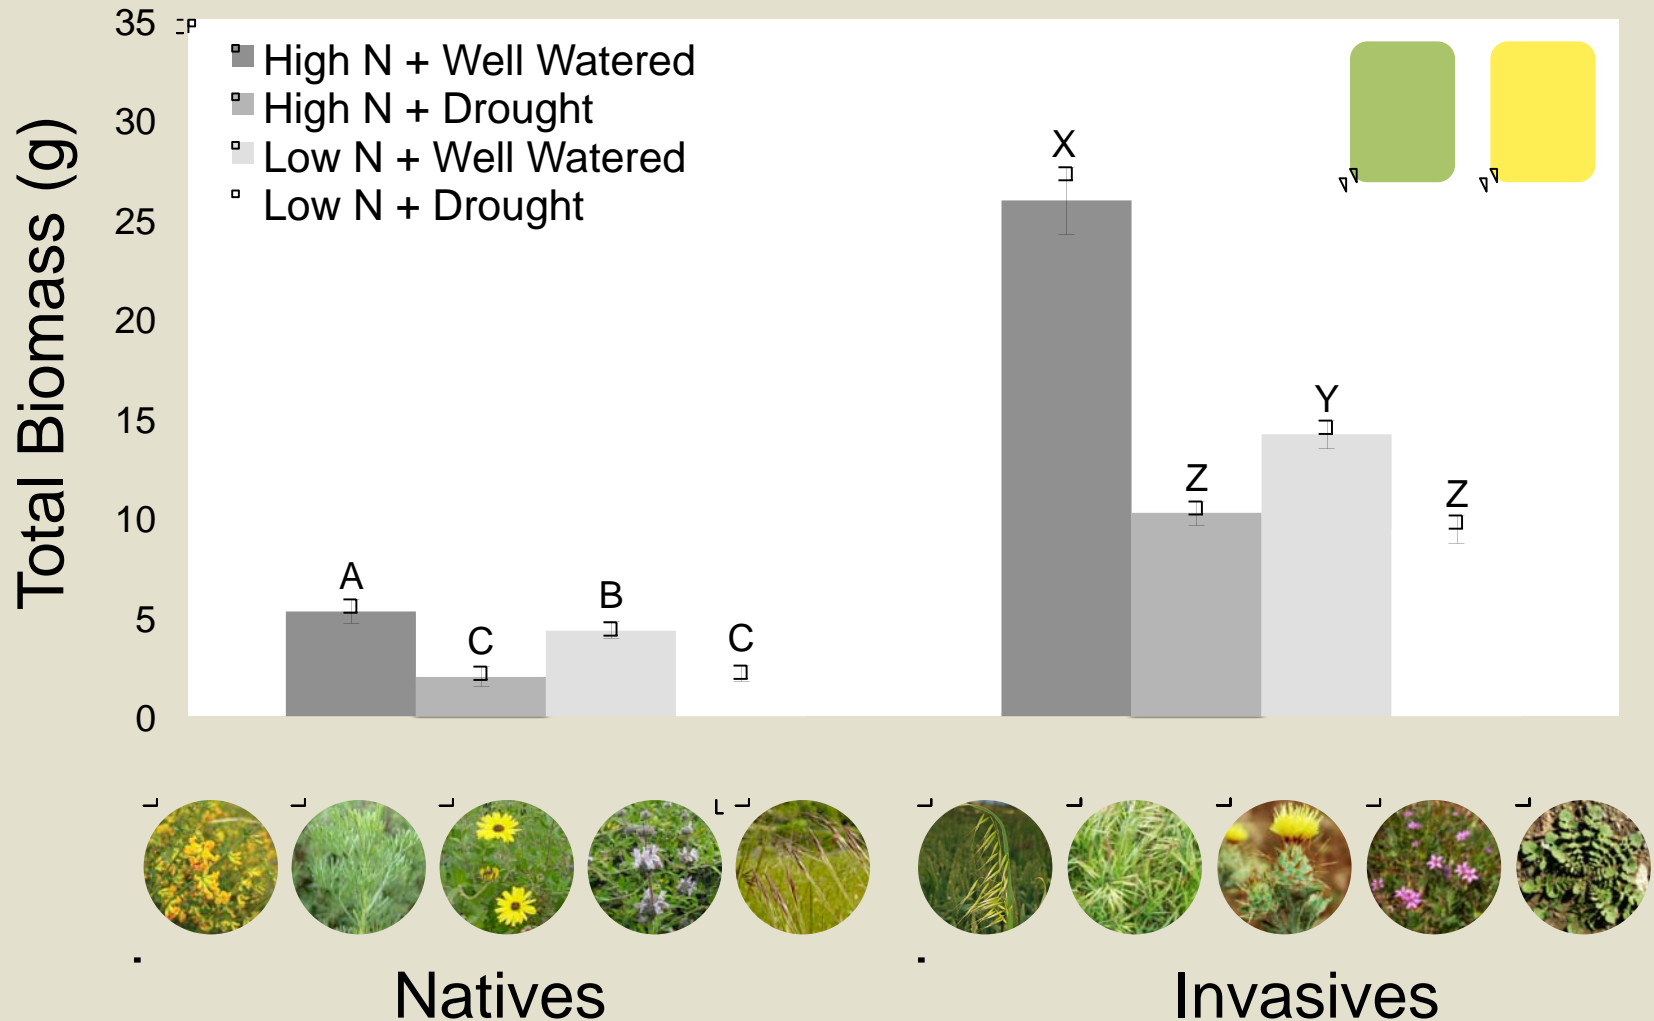 35
30
25
20
15
10
5
0
Total Biomass (g)
High N + Well Watered
High N + Drought
Low N + Well Watered
Low N + Drought
A
C
B
C
X
Z
Y
Z
Natives
Invasives